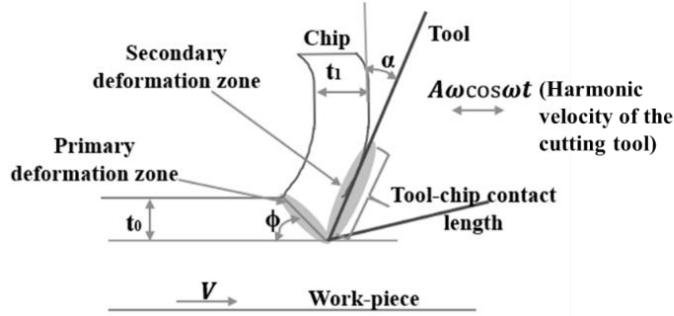 Chip
Tool
Secondary
deformation zone
t₁
α
Aωcosωt (Harmonic
velocity of the
cutting tool)
Primary
deformation zone
Tool-chip contact
length
t₀
ϕ
V
Work-piece